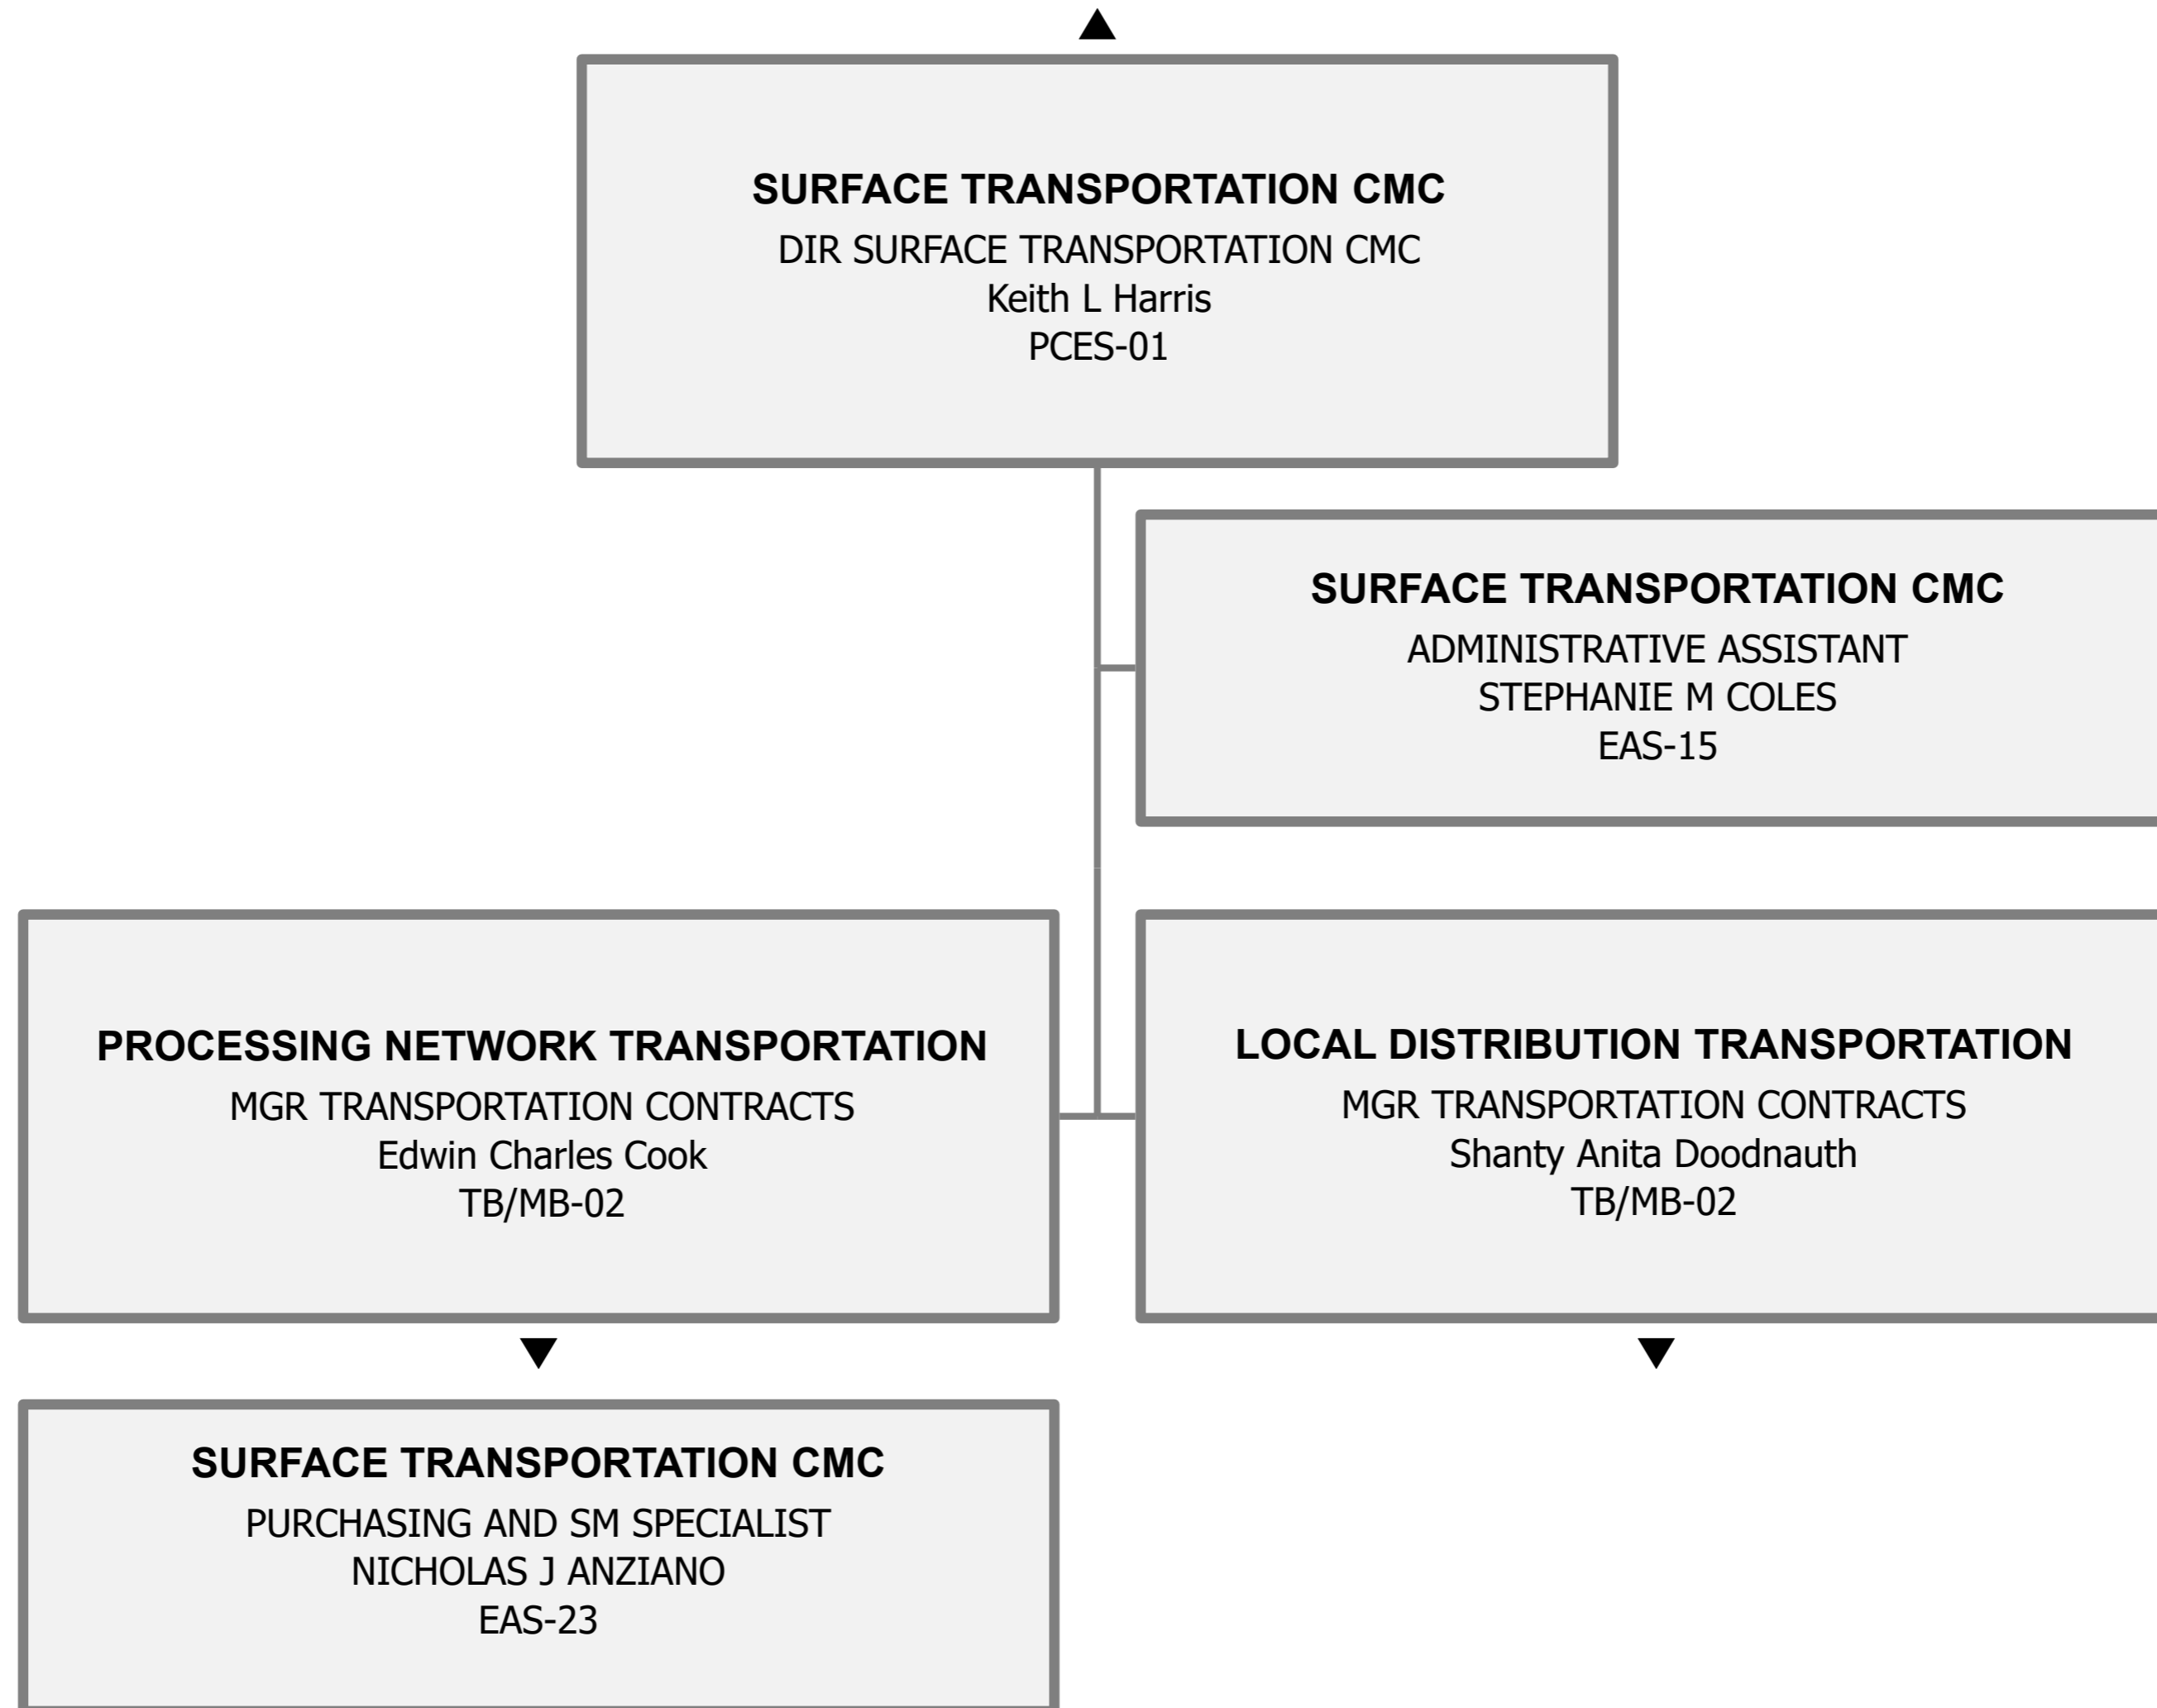 SURFACE TRANSPORTATION CMC
DIR SURFACE TRANSPORTATION CMC
Keith L Harris
PCES-01
SURFACE TRANSPORTATION CMC
ADMINISTRATIVE ASSISTANT
STEPHANIE M COLES
EAS-15
PROCESSING NETWORK TRANSPORTATION
MGR TRANSPORTATION CONTRACTS
Edwin Charles Cook
TB/MB-02
LOCAL DISTRIBUTION TRANSPORTATION
MGR TRANSPORTATION CONTRACTS
Shanty Anita Doodnauth
TB/MB-02
SURFACE TRANSPORTATION CMC
PURCHASING AND SM SPECIALIST
NICHOLAS J ANZIANO
EAS-23